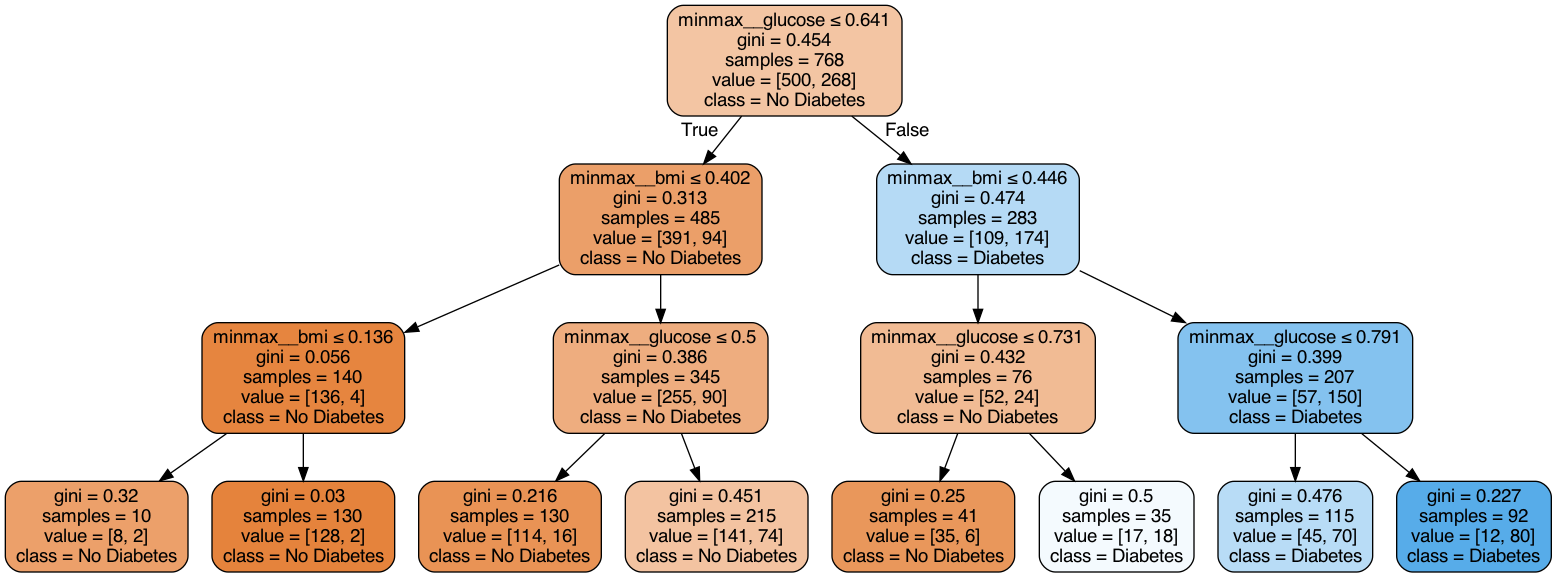 minmax__glucose ≤ 0.641
gini = 0.454
samples = 768
value = [500, 268]
class = No Diabetes
True
False
minmax__bmi ≤ 0.402
gini = 0.313
samples = 485
value = [391, 94]
class = No Diabetes
minmax__bmi ≤ 0.446
gini = 0.474
samples = 283
value = [109, 174]
class = Diabetes
minmax__bmi ≤ 0.136
gini = 0.056
samples = 140
value = [136, 4]
class = No Diabetes
minmax__glucose ≤ 0.5
gini = 0.386
samples = 345
value = [255, 90]
class = No Diabetes
minmax__glucose ≤ 0.731
gini = 0.432
samples = 76
value = [52, 24]
class = No Diabetes
minmax__glucose ≤ 0.791
gini = 0.399
samples = 207
value = [57, 150]
class = Diabetes
gini = 0.32
samples = 10
value = [8, 2]
class = No Diabetes
gini = 0.03
samples = 130
value = [128, 2]
class = No Diabetes
gini = 0.216
samples = 130
value = [114, 16]
class = No Diabetes
gini = 0.451
samples = 215
value = [141, 74]
class = No Diabetes
gini = 0.25
samples = 41
value = [35, 6]
class = No Diabetes
gini = 0.5
samples = 35
value = [17, 18]
class = Diabetes
gini = 0.476
samples = 115
value = [45, 70]
class = Diabetes
gini = 0.227
samples = 92
value = [12, 80]
class = Diabetes